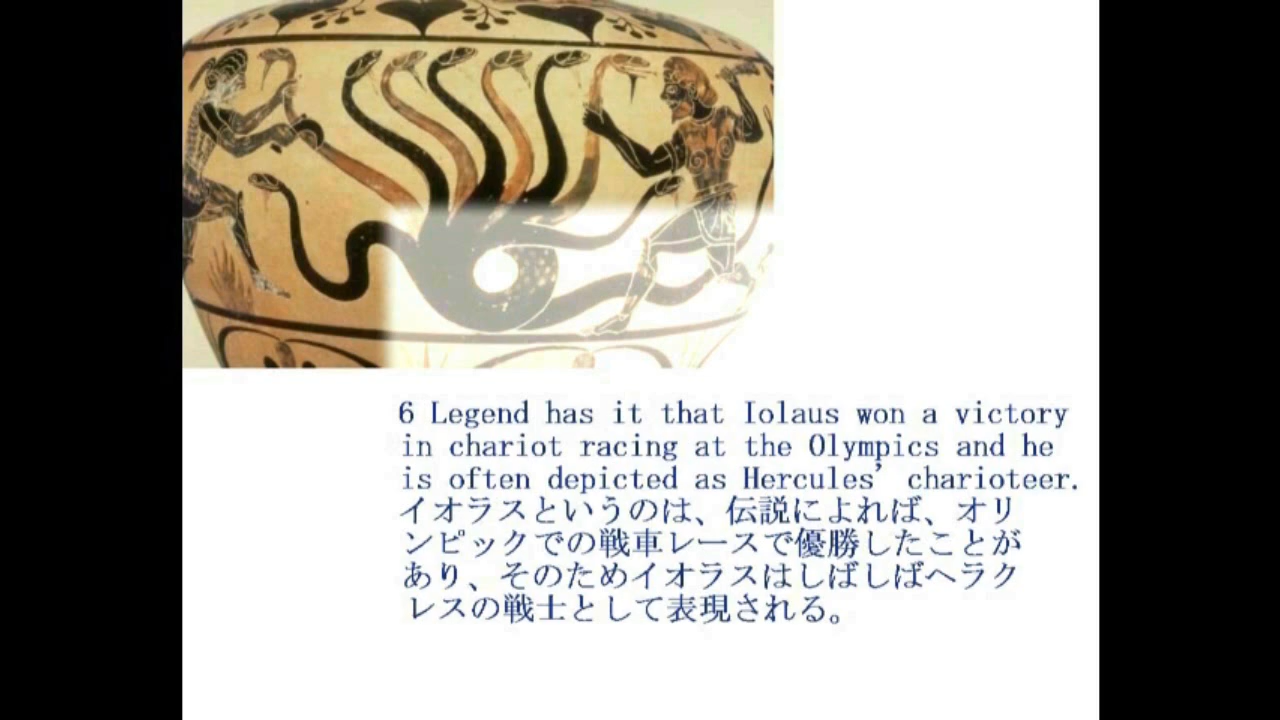 6 Legend has it that Iolaus won a victory
in chariot racing at the Olympics and he
is often depicted as Hercules’ charioteer.
イオラスというのは、伝説によれば、オリ
ンピックでの戦車レースで優勝したことが
あり、そのためイオラスはしばしばヘラク
レスの戦士として表現される。